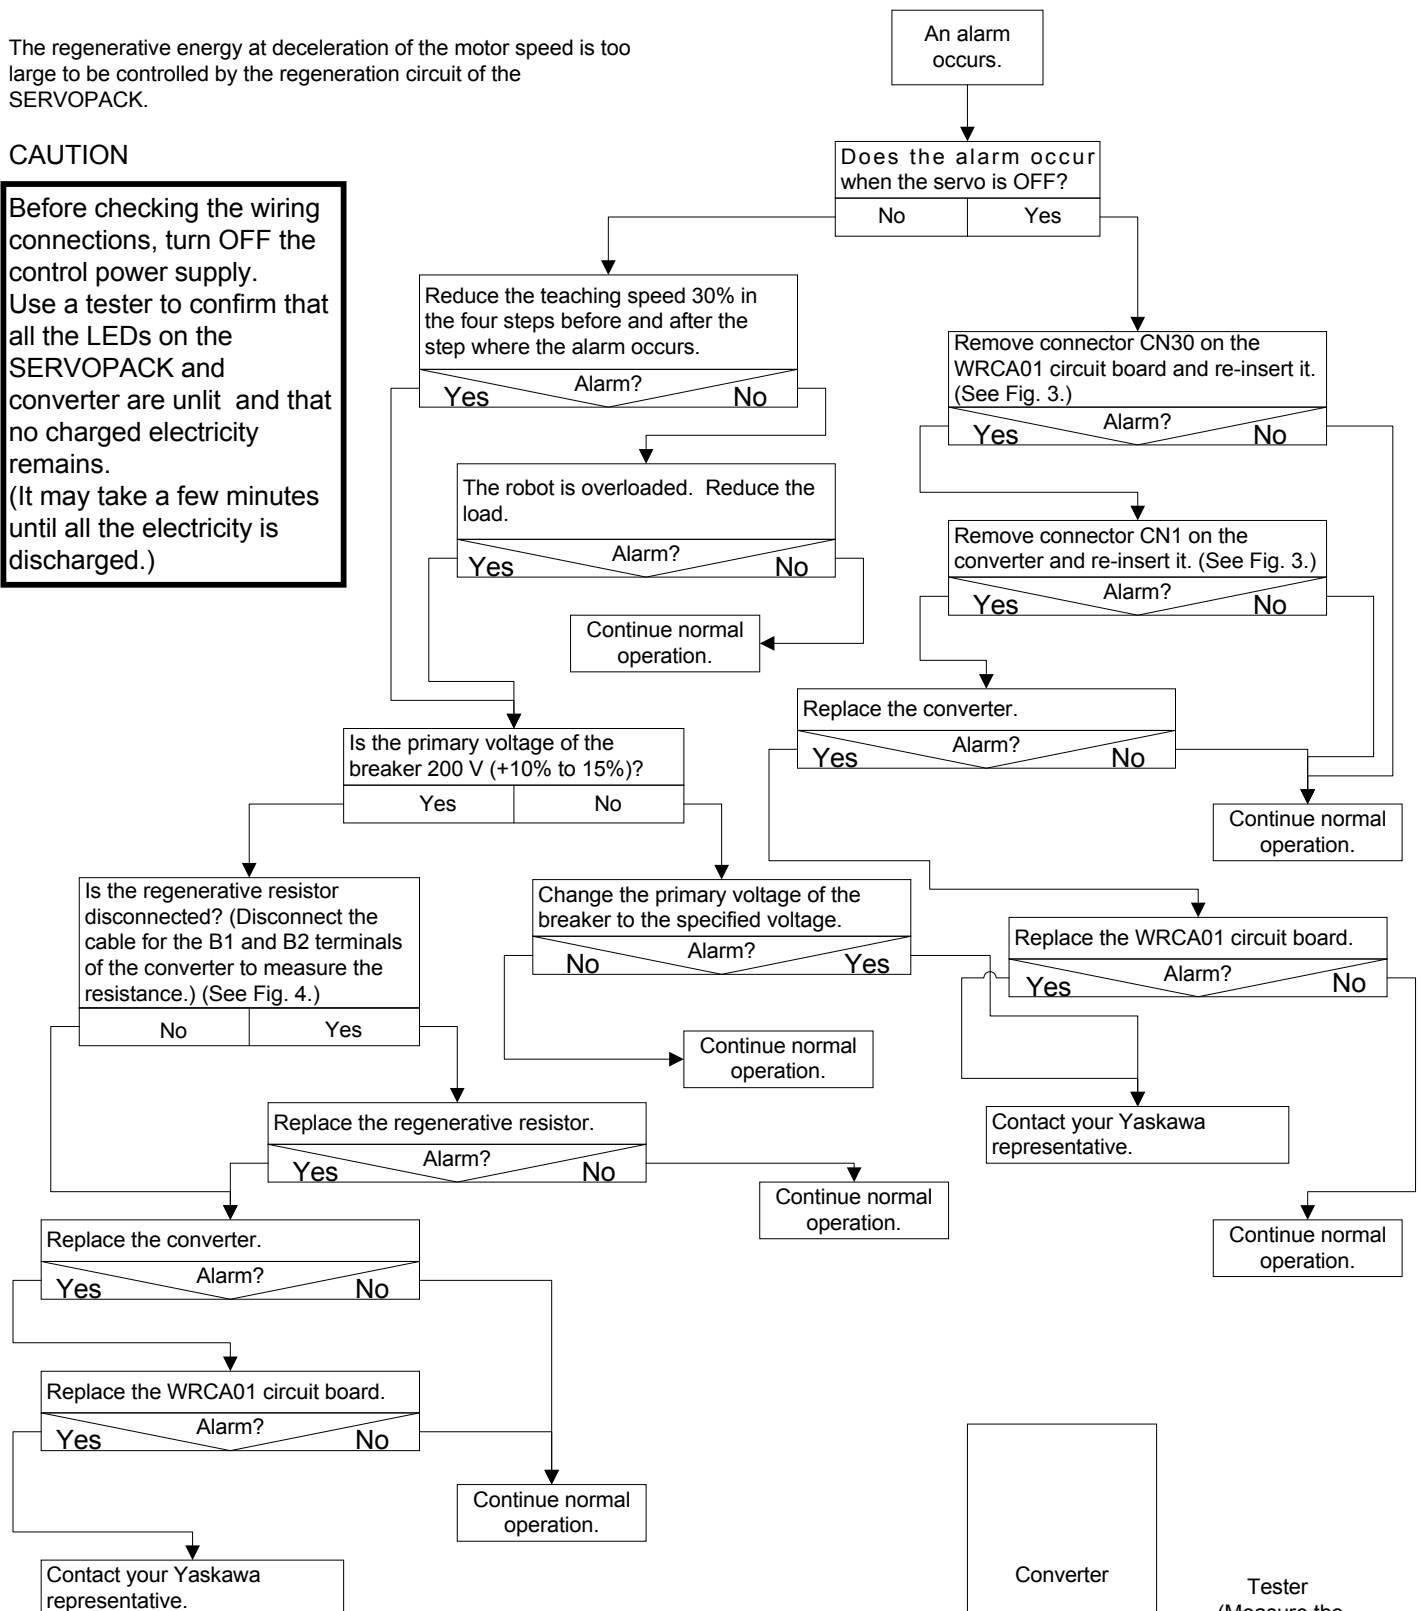 The regenerative energy at deceleration of the motor speed is too
large to be controlled by the regeneration circuit of the
SERVOPACK.
CAUTION
Before checking the wiring
connections, turn OFF the
control power supply.
Use a tester to confirm that
all the LEDs on the
SERVOPACK and
converter are unlit and that
no charged electricity
remains.
(It may take a few minutes
until all the electricity is
discharged.)
An alarm
occurs.
Does the alarm occur
when the servo is OFF?
No Yes
Reduce the teaching speed 30% in
the four steps before and after the
step where the alarm occurs.
Alarm?
Yes No
Remove connector CN30 on the
WRCA01 circuit board and re-insert it.
(See Fig. 3.)
Alarm?
Yes No
The robot is overloaded. Reduce the
load.
Alarm?
Yes No
Remove connector CN1 on the
converter and re-insert it. (See Fig. 3.)
Alarm?
Yes No
Continue normal
operation.
Replace the converter.
Alarm?
Yes No
Is the primary voltage of the
breaker 200 V (+10% to 15%)?
Yes No
Continue normal
operation.
Is the regenerative resistor
disconnected? (Disconnect the
cable for the B1 and B2 terminals
of the converter to measure the
resistance.) (See Fig. 4.)
No Yes
Change the primary voltage of the
breaker to the specified voltage.
Alarm?
No Yes
Replace the WRCA01 circuit board.
Alarm?
Yes No
Continue normal
operation.
Contact your Yaskawa
representative.
Replace the regenerative resistor.
Alarm?
Yes No
Continue normal
operation.
Continue normal
operation.
Replace the converter.
Alarm?
Yes No
Replace the WRCA01 circuit board.
Alarm?
Yes No
Continue normal
operation.
Contact your Yaskawa
representative.
Converter
Tester
(Measure the